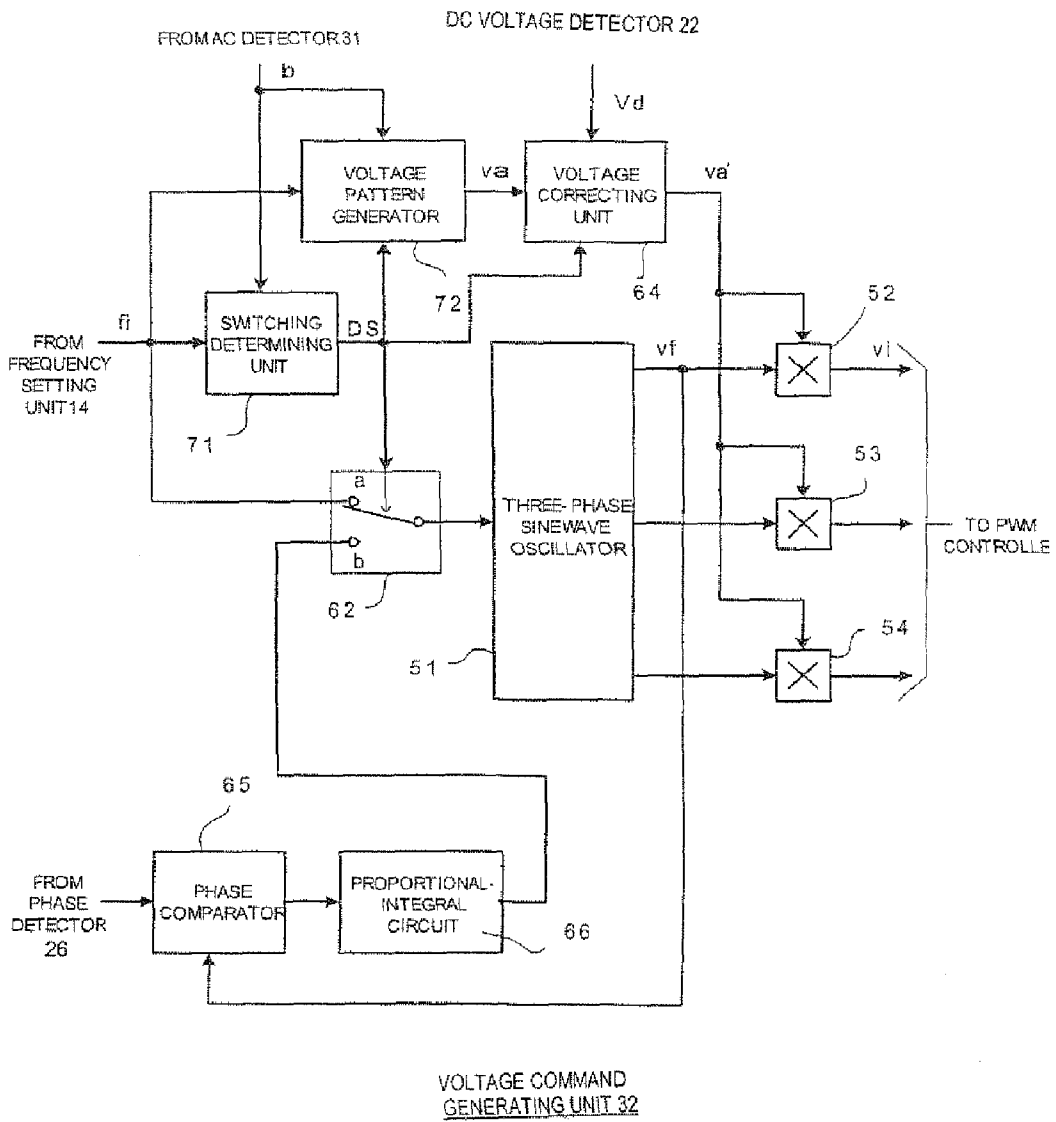 DC VOLTAGE DETECTOR 22
FROM AC DETECTOR 31
b
Vd
VOLTAGE
PATTERN
GENERATOR
va
VOLTAGE
CORRECTING
UNIT
va'
72
64
fi
SWITCHING
DETERMINING
UNIT
DS
FROM
FREQUENCY
SETTING
UNIT 14
71
vf
52
vi
a
b
62
THREE-PHASE
SINEWAVE
OSCILLATOR
51
53
TO PWM
CONTROLLE
54
65
FROM
PHASE
DETECTOR
26
PHASE
COMPARATOR
PROPORTIONAL-
INTEGRAL
CIRCUIT
66
VOLTAGE COMMAND
GENERATING UNIT 32